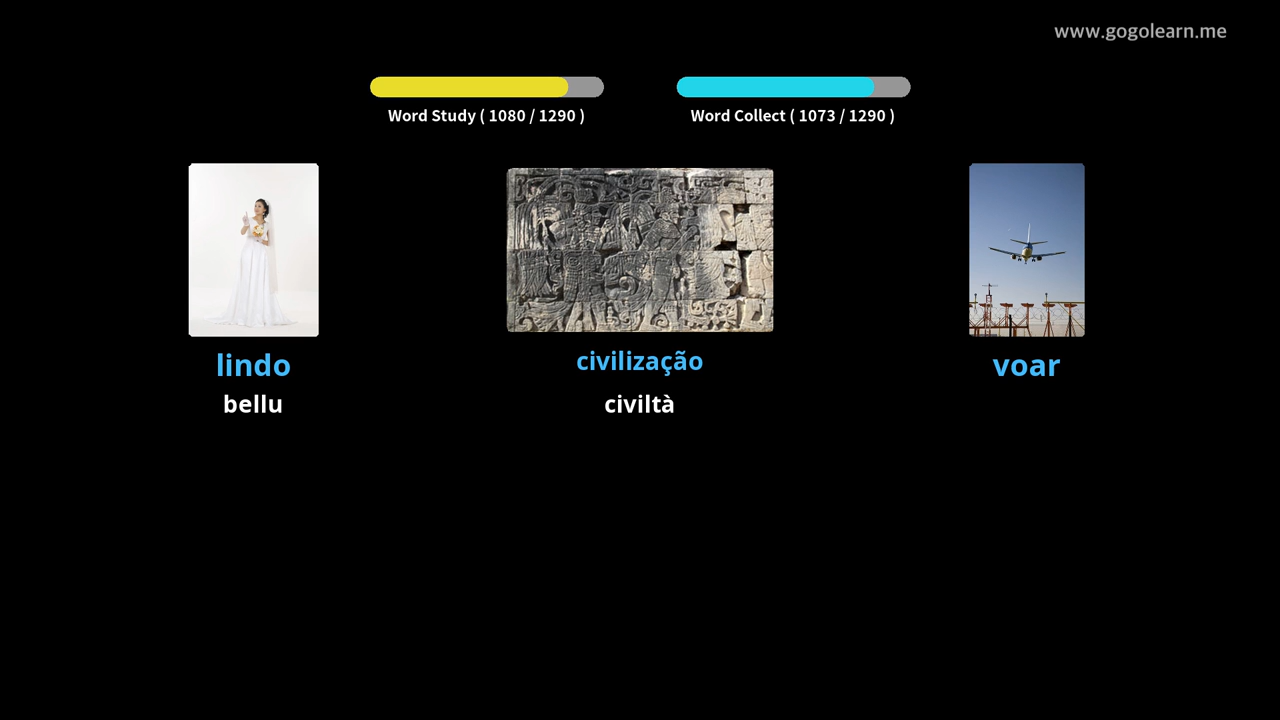 www.gogolearn.me
Word Study ( 1080 / 1290 )
Word Collect ( 1073 / 1290 )
lindo
civilização
voar
bellu
civiltà